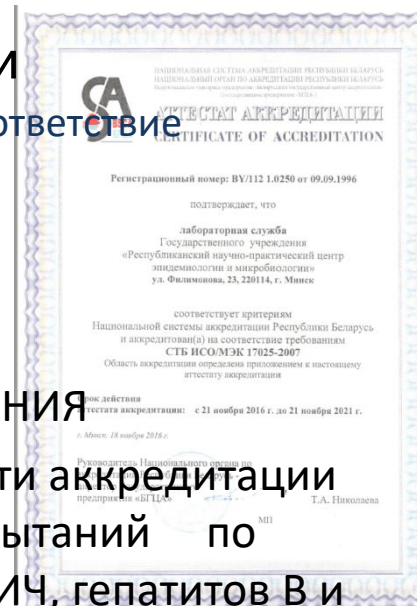 и
ответствие
НАЦИОНАЛЬНАЯ СИСТЕМА АККРЕДИТАЦИИ РЕСПУБЛИКИ БЕЛАРУСЬ
НАЦИОНАЛЬНЫЙ ОРГАН ПО АККРЕДИТАЦИИ РЕСПУБЛИКИ БЕЛАРУСЬ
АТТЕСТАТ АККРЕДИТАЦИИ
CERTIFICATE OF ACCREDITATION
Регистрационный номер: BY/112 1.0250 от 09.09.1996
подтверждает, что
лабораторная служба
Государственного учреждения
«Республиканский научно-практический центр
эпидемиологии и микробиологии»
ул. Филимонова, 23, 220114, г. Минск
соответствует критериям
Национальной системы аккредитации Республики Беларусь
и аккредитован(а) на соответствие требованиям
СТБ ИСО/МЭК 17025-2007
Область аккредитации определена приложением к настоящему
аттестату аккредитации
ния
Срок действия
аттестата аккредитации: с 21 ноября 2016 г. до 21 ноября 2021 г.
г. Минск, 18 ноября 2016 г.
Руководитель Национального органа по
ти аккредитации
предприятия «БГЦА» Т.А. Николаева
ытаний по
МП
ИЧ, гепатитов В и